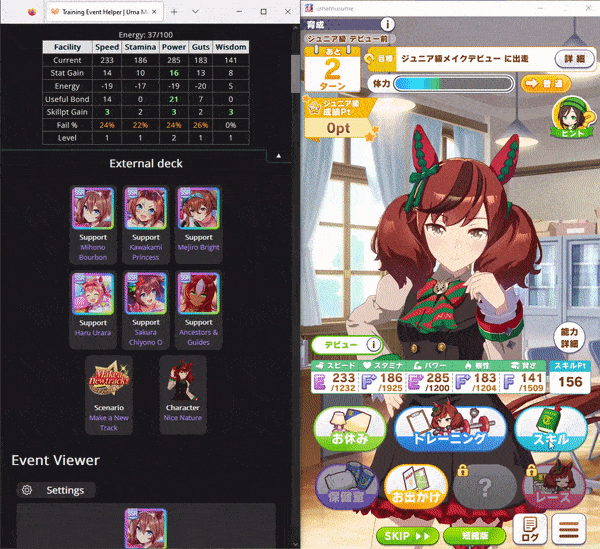 Training Event Helper | Uma M
Energy: 37/100
Facility Speed Stamina Power Guts Wisdom
Current 233 186 285 183 141
Stat Gain 14 10 16 13 8
Energy -19 -17 -19 -20 5
Useful Bond 14 0 21 7 0
Skillpt Gain 3 2 3 2 3
Fail % 24% 22% 24% 26% 0%
Level 1 1 2 1 1
External deck
Support
Mihono
Bourbon
Support
Kawakami
Princess
Support
Mejiro Bright
Support
Haru Urara
Support
Sakura
Chiyono O
Support
Ancestors &
Guides
Scenario
Make a New
Track
Character
Nice Nature
Event Viewer
Settings
umamusume
育成
ジュニア級 デビュー前
あと
2
ターン
目標
ジュニア級メイクデビュー に出走
詳細
体力
普通
ジュニア級
成績Pt
0pt
ヒント
能力
詳細
デビュー
スピード スタミナ パワー 根性 賢さ スキルPt
E 233 /1232
F+ 186 /1925
E 285 /1200
F+ 183 /1204
F 141 /1509
156
お休み
トレーニング
スキル
保健室
お出かけ
?
レース
SKIP
短縮版
ログ